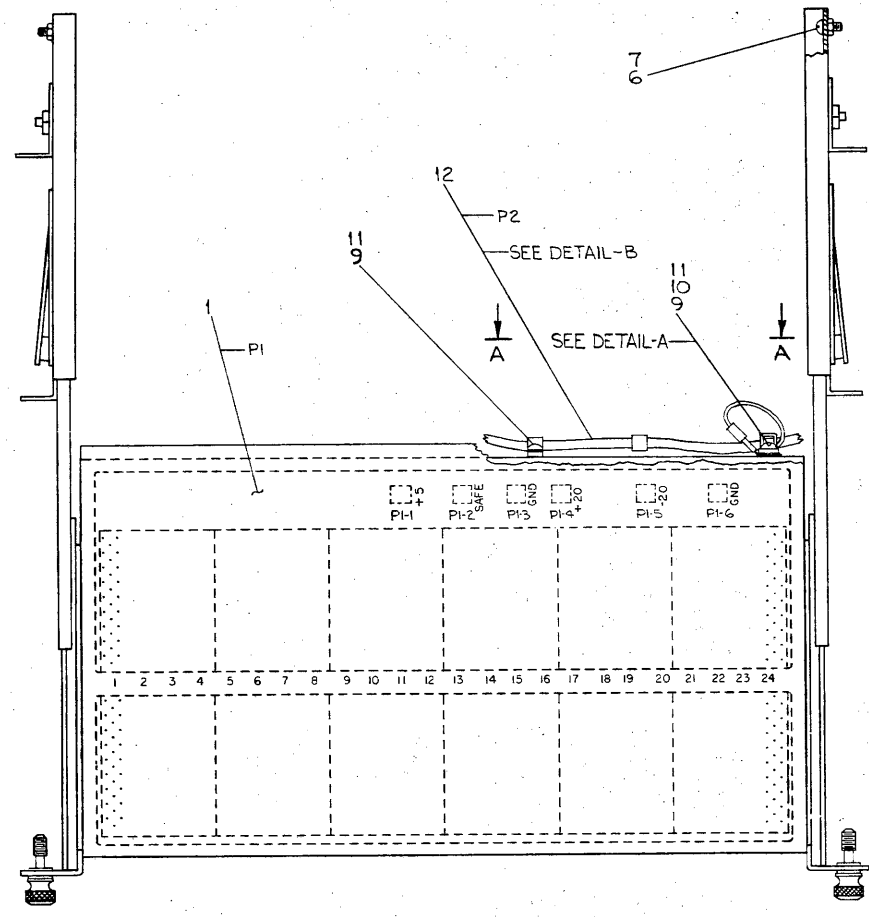 7
6
12
P2
SEE DETAIL-B
11
9
11
10
9
1
P1
A
SEE DETAIL-A
A
+5
P1-1
SAFE
P1-2
GND
P1-3
+20
P1-4
-20
P1-5
GND
P1-6
1 2 3 4 5 6 7 8 9 10 11 12 13 14 15 16 17 18 19 20 21 22 23 24